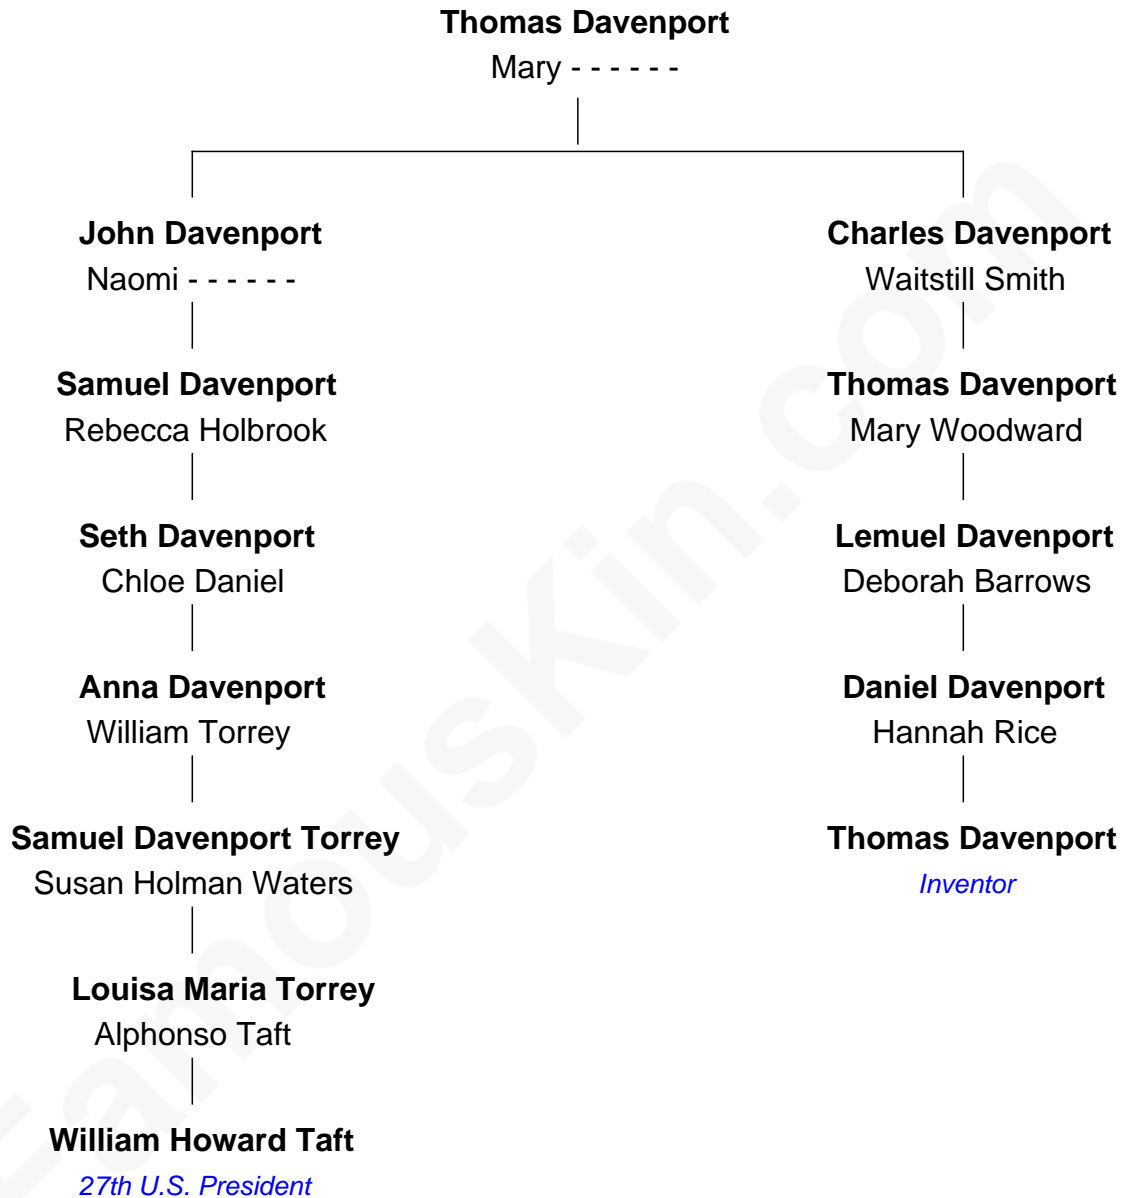 Thomas Davenport
Mary - - - - - -
John Davenport
Naomi - - - - - -
Samuel Davenport
Rebecca Holbrook
Seth Davenport
Chloe Daniel
Anna Davenport
William Torrey
Samuel Davenport Torrey
Susan Holman Waters
Louisa Maria Torrey
Alphonso Taft
William Howard Taft
27th U.S. President
Charles Davenport
Waitstill Smith
Thomas Davenport
Mary Woodward
Lemuel Davenport
Deborah Barrows
Daniel Davenport
Hannah Rice
Thomas Davenport
Inventor
FamousKin.com